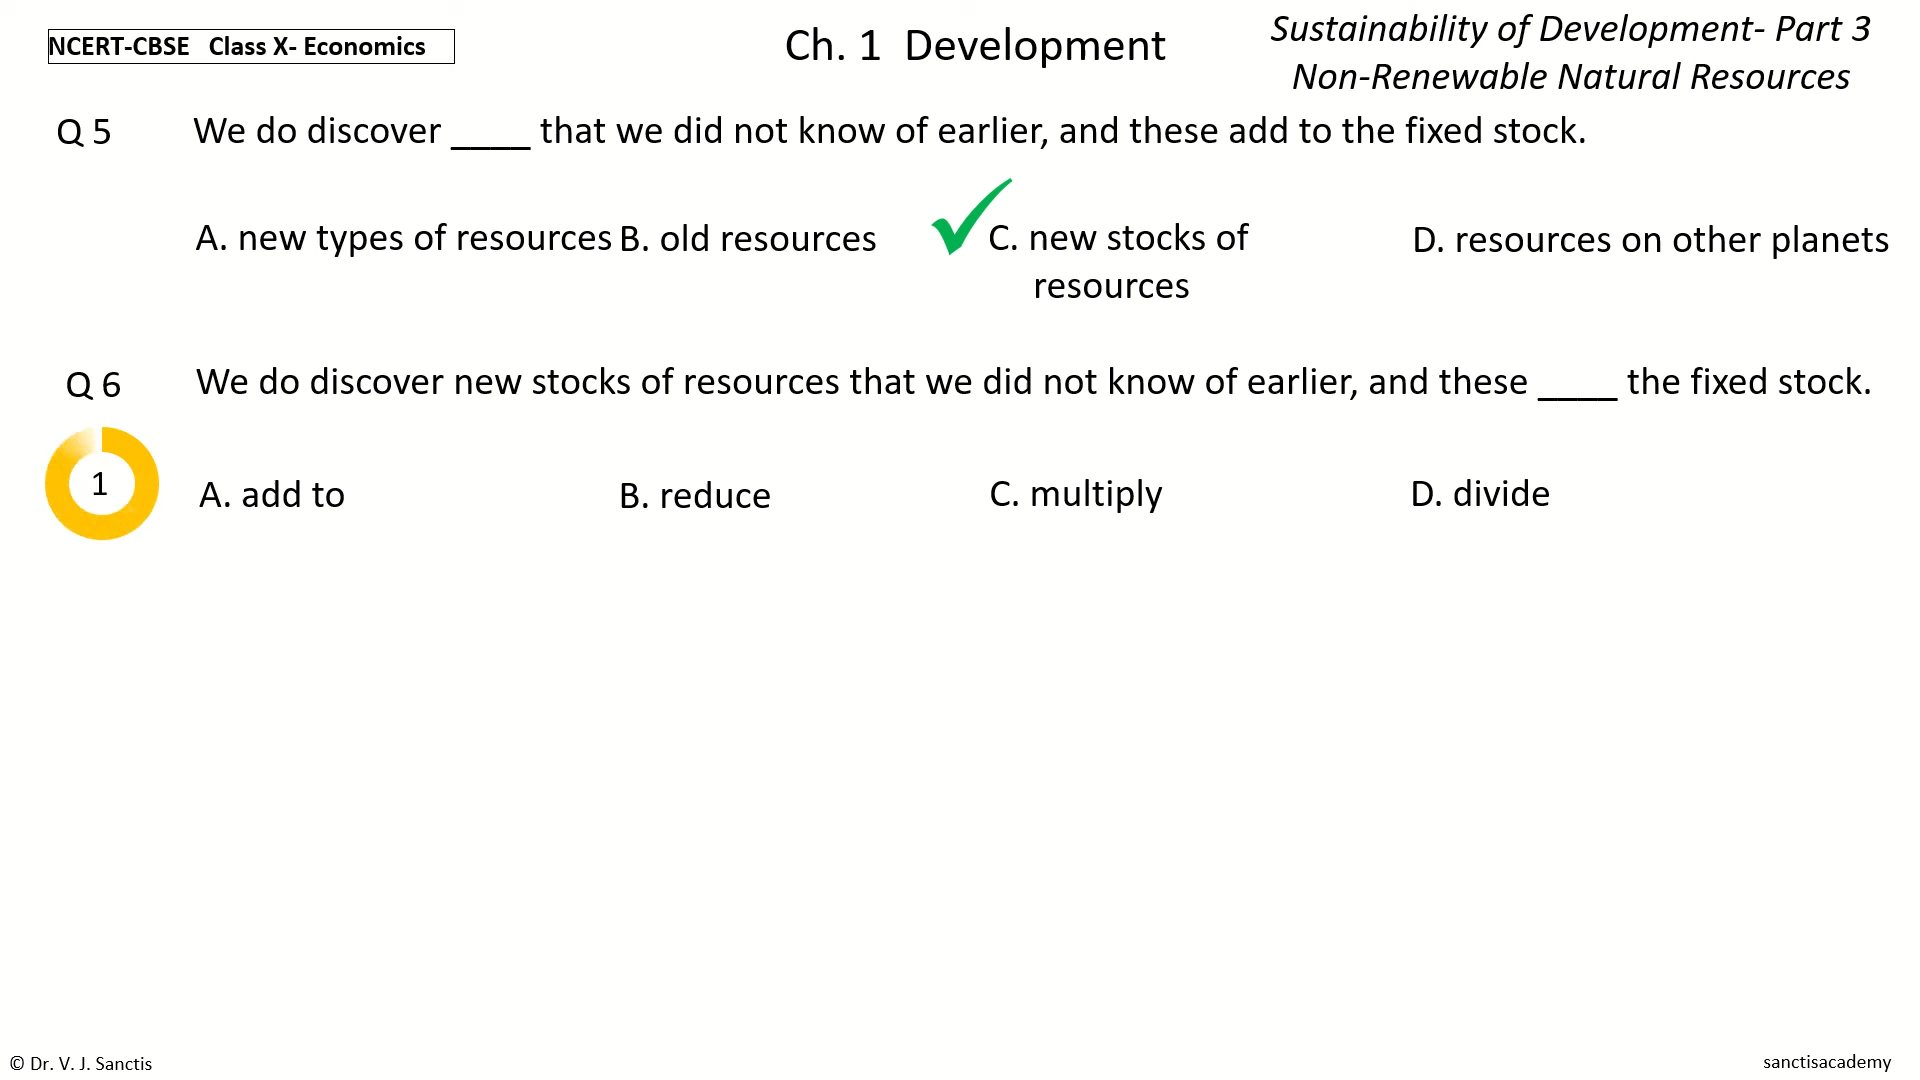 NCERT-CBSE Class X- Economics
Ch. 1 Development
Sustainability of Development- Part 3
Non-Renewable Natural Resources
Q 5 We do discover ____ that we did not know of earlier, and these add to the fixed stock.
A. new types of resources B. old resources C. new stocks of D. resources on other planets
resources
Q 6 We do discover new stocks of resources that we did not know of earlier, and these ____ the fixed stock.
1 A. add to B. reduce C. multiply D. divide
© Dr. V. J. Sanctis
sanctisacademy